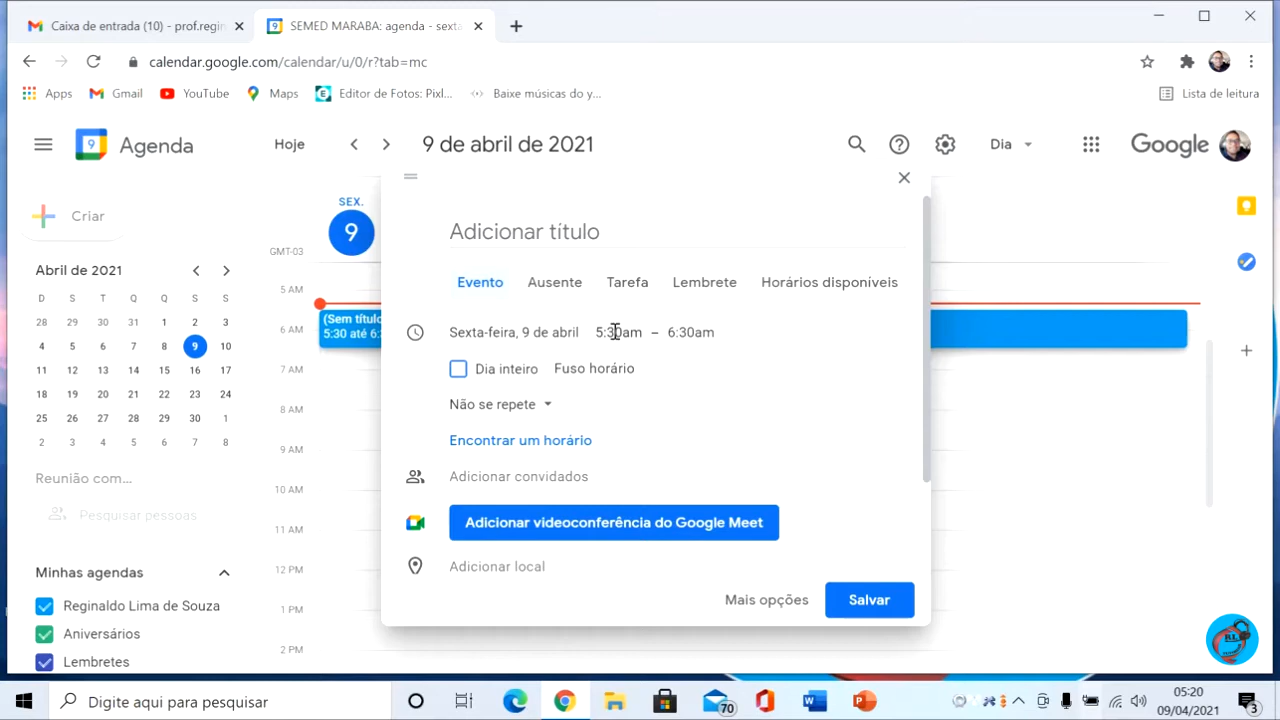 Caixa de entrada (10) - prof.regin
SEMED MARABA: agenda - sexta
calendar.google.com/calendar/u/0/r?tab=mc
Apps
Gmail
YouTube
Maps
Editor de Fotos: Pixl...
Baixe músicas do y...
Lista de leitura
9
Agenda
Hoje
9 de abril de 2021
Dia
Google
Criar
SEX.
9
GMT-03
Adicionar título
Evento
Ausente
Tarefa
Lembrete
Horários disponíveis
Abril de 2021
D S T Q Q S S
28 29 30 31 1 2 3
4 5 6 7 8 9 10
11 12 13 14 15 16 17
18 19 20 21 22 23 24
25 26 27 28 29 30 1
2 3 4 5 6 7 8
5 AM
6 AM
7 AM
8 AM
9 AM
10 AM
11 AM
12 PM
1 PM
2 PM
(Sem título
5:30 até 6:
Sexta-feira, 9 de abril 5:30am – 6:30am
Dia inteiro
Fuso horário
Não se repete
Encontrar um horário
Adicionar convidados
Adicionar videoconferência do Google Meet
Adicionar local
Mais opções
Salvar
Reunião com...
Pesquisar pessoas
Minhas agendas
Reginaldo Lima de Souza
Aniversários
Lembretes
Digite aqui para pesquisar
70
05:20
09/04/2021
3